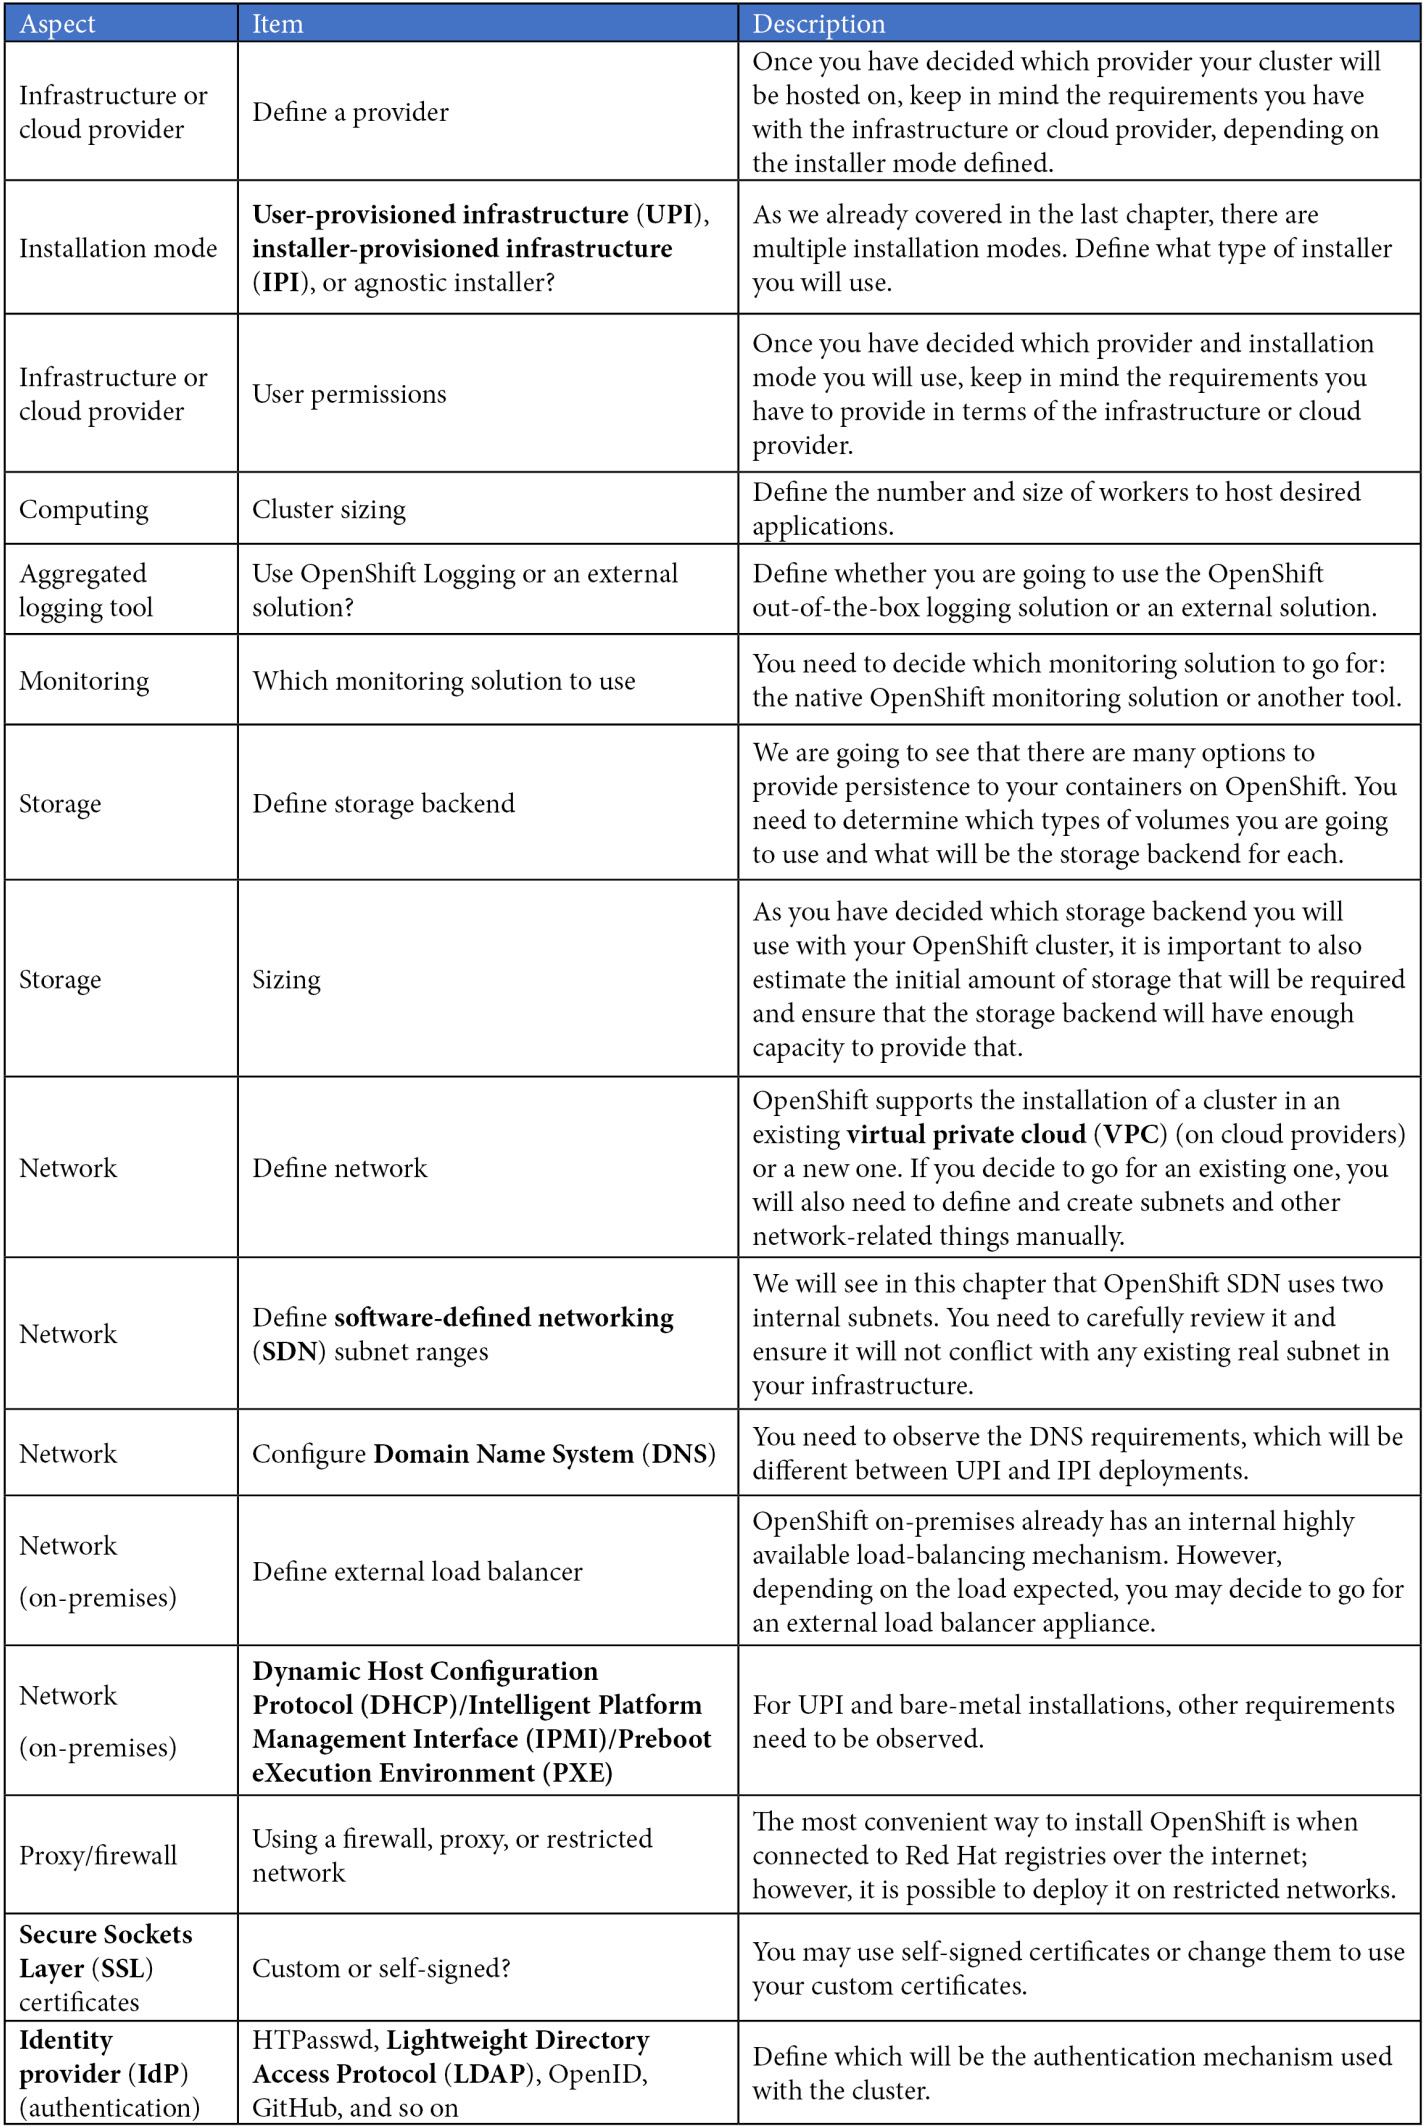 Aspect
Item
Description
Infrastructure or
cloud provider
Define a provider
Once you have decided which provider your cluster will
be hosted on, keep in mind the requirements you have
with the infrastructure or cloud provider, depending on
the installer mode defined.
Installation mode
User-provisioned infrastructure (UPI),
installer-provisioned infrastructure
(IPI), or agnostic installer?
As we already covered in the last chapter, there are
multiple installation modes. Define what type of installer
you will use.
Infrastructure or
cloud provider
User permissions
Once you have decided which provider and installation
mode you will use, keep in mind the requirements you
have to provide in terms of the infrastructure or cloud
provider.
Computing
Cluster sizing
Define the number and size of workers to host desired
applications.
Aggregated
logging tool
Use OpenShift Logging or an external
solution?
Define whether you are going to use the OpenShift
out-of-the-box logging solution or an external solution.
Monitoring
Which monitoring solution to use
You need to decide which monitoring solution to go for:
the native OpenShift monitoring solution or another tool.
Storage
Define storage backend
We are going to see that there are many options to
provide persistence to your containers on OpenShift. You
need to determine which types of volumes you are going
to use and what will be the storage backend for each.
Storage
Sizing
As you have decided which storage backend you will
use with your OpenShift cluster, it is important to also
estimate the initial amount of storage that will be required
and ensure that the storage backend will have enough
capacity to provide that.
Network
Define network
OpenShift supports the installation of a cluster in an
existing virtual private cloud (VPC) (on cloud providers)
or a new one. If you decide to go for an existing one, you
will also need to define and create subnets and other
network-related things manually.
Network
Define software-defined networking
(SDN) subnet ranges
We will see in this chapter that OpenShift SDN uses two
internal subnets. You need to carefully review it and
ensure it will not conflict with any existing real subnet in
your infrastructure.
Network
Configure Domain Name System (DNS)
You need to observe the DNS requirements, which will be
different between UPI and IPI deployments.
Network
(on-premises)
Define external load balancer
OpenShift on-premises already has an internal highly
available load-balancing mechanism. However,
depending on the load expected, you may decide to go for
an external load balancer appliance.
Network
(on-premises)
Dynamic Host Configuration
Protocol (DHCP)/Intelligent Platform
Management Interface (IPMI)/Preboot
eXecution Environment (PXE)
For UPI and bare-metal installations, other requirements
need to be observed.
Proxy/firewall
Using a firewall, proxy, or restricted
network
The most convenient way to install OpenShift is when
connected to Red Hat registries over the internet;
however, it is possible to deploy it on restricted networks.
Secure Sockets
Layer (SSL)
certificates
Custom or self-signed?
You may use self-signed certificates or change them to use
your custom certificates.
Identity
provider (IdP)
(authentication)
HTPasswd, Lightweight Directory
Access Protocol (LDAP), OpenID,
GitHub, and so on
Define which will be the authentication mechanism used
with the cluster.